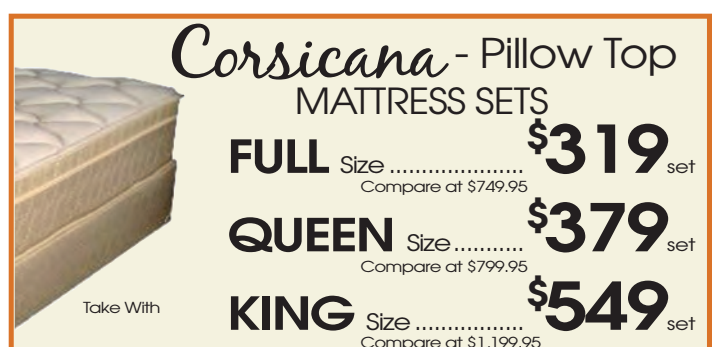 Corsicana - Pillow Top
MATTRESS SETS
FULL Size ..................... $319 set
Compare at $749.95
QUEEN Size ........... $379 set
Compare at $799.95
Take With
KING Size ................. $549 set
Compare at $1,199.95